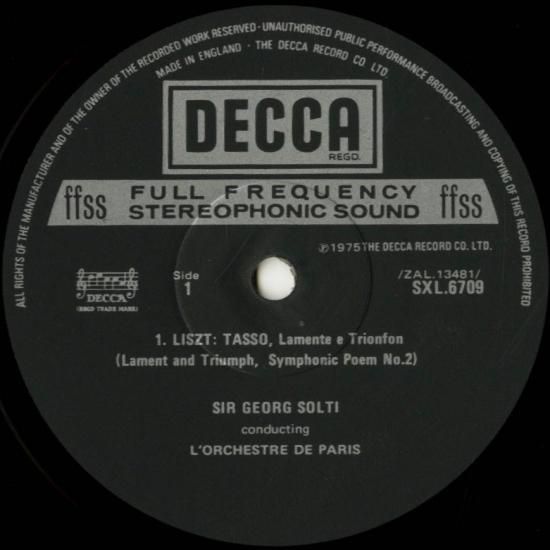 ALL RIGHTS OF THE MANUFACTURER AND OF THE OWNER OF THE RECORDED WORK RESERVED · UNAUTHORISED PUBLIC PERFORMANCE BROADCASTING AND COPYING OF THIS RECORD PROHIBITED
MADE IN ENGLAND · THE DECCA RECORD CO LTD.
DECCA
REGD.
ffss FULL FREQUENCY ffss
STEREOPHONIC SOUND
℗1975 THE DECCA RECORD CO. LTD.
DECCA
(REGD TRADE MARK)
Side
1
/ZAL.13481/
SXL.6709
1. LISZT: TASSO, Lamente e Trionfon
(Lament and Triumph, Symphonic Poem No.2)
SIR GEORG SOLTI
conducting
L'ORCHESTRE DE PARIS